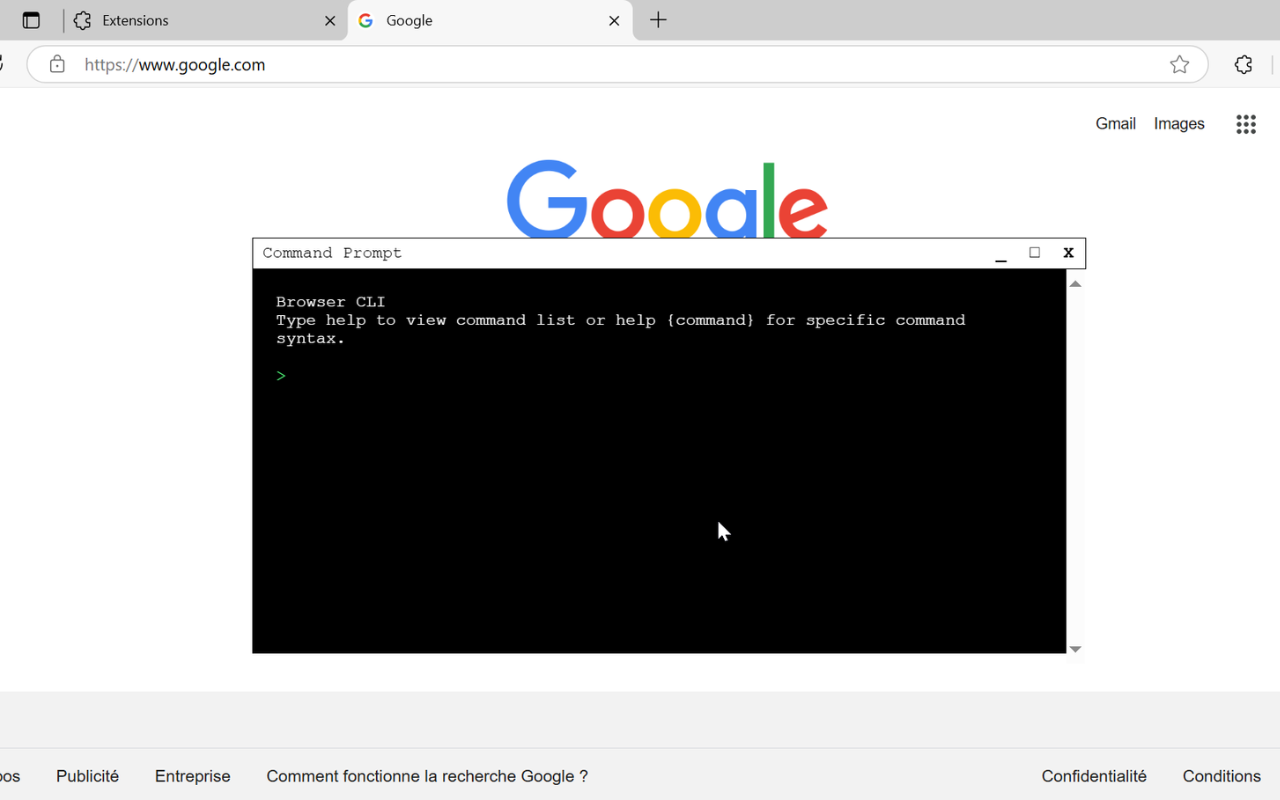 Extensions
Google
https://www.google.com
Gmail Images
Google
Command Prompt
Browser CLI
Type help to view command list or help {command} for specific command
syntax.
>
Publicité Entreprise Comment fonctionne la recherche Google ? Confidentialité Conditions